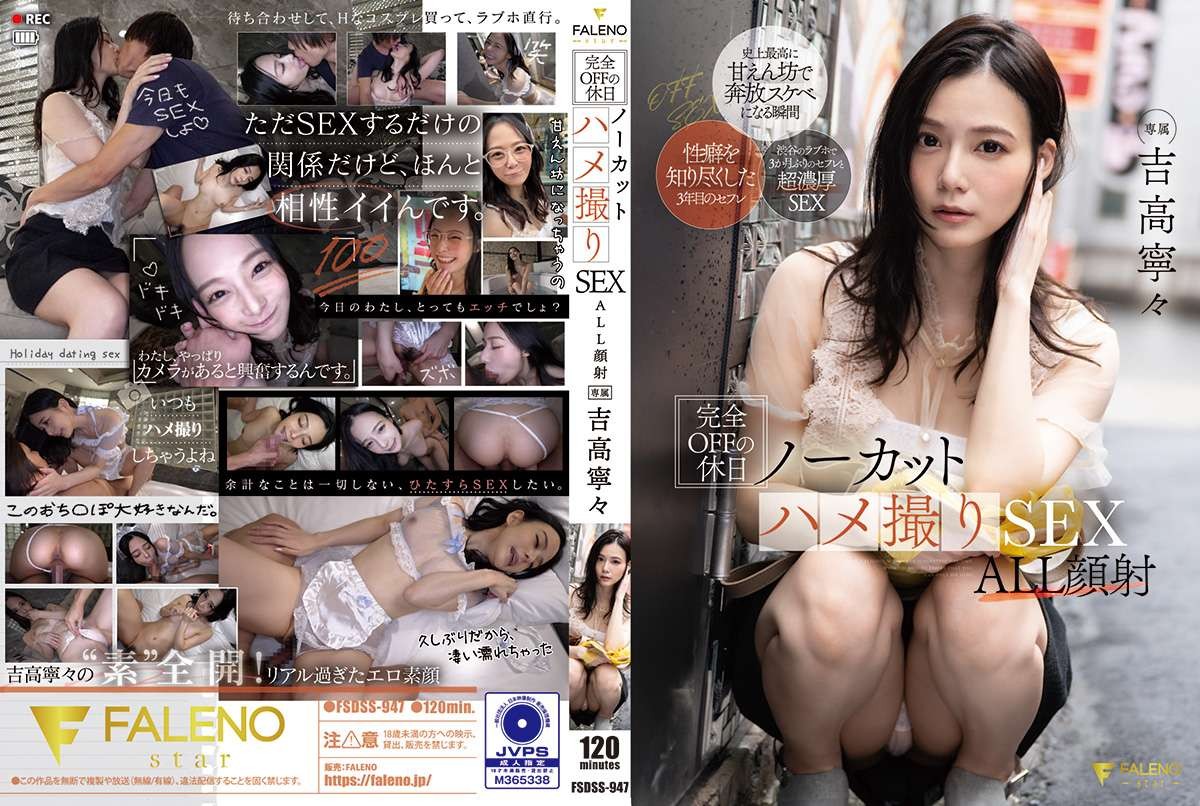 REC
待ち合わせして、Hなコスプレ買って、ラブホ直行。
今日も
SEX
しよ♡
ただSEXするだけの
関係だけど、ほんと
相性イイんです。
100
「♡
ドキ
ドキ
わたし、やっぱり
カメラがあると興奮するんです。」
今日のわたし、とってもエッチでしょ?
ズボ
Holiday dating sex
いつも
ハメ撮り
しちゃうよね
余計なことは一切しない、ひたすらSEXしたい。
このおち〇ぽ大好きなんだ。
久しぶりだから、
凄い濡れちゃった
吉高寧々の“素”全開!リアル過ぎたエロ素顔
FALENO
star
●この作品を無断で複製や放送(無線/有線)、違法配信することを固く禁じます。
●FSDSS-947 ●120min.
注⚠意
18歳未満の方への映示、
貸出、販売を禁じます。
販売:FALENO
https://faleno.jp/
JVPS
成人指定
M365338
FALENO
star
完全
OFFの
休日
ノーカット
ハメ撮り
SEX
ALL顔射
甘えん坊になっちゃうの
専属
吉高寧々
120
minutes
FSDSS-947
史上最高に
甘えん坊で
奔放スケベ
になる瞬間
性癖を
知り尽くした
3年目のセフレ
渋谷のラブホで
3か月ぶりのセフレと
超濃厚
SEX
専属
吉高寧々
完全
OFFの
休日
ノーカット
ハメ撮りSEX
ALL顔射
FALENO
star